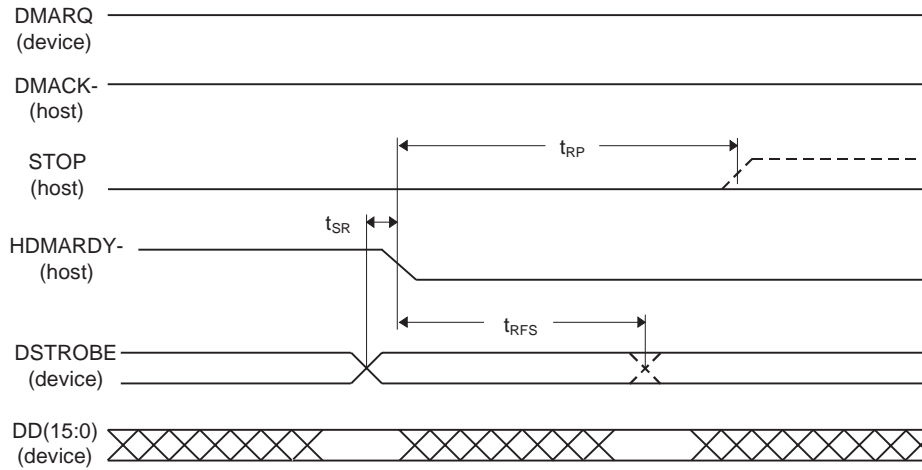 DMARQ
(device)
DMACK-
(host)
STOP
(host)
tRP
tSR
HDMARDY-
(host)
tRFS
DSTROBE
(device)
DD(15:0)
(device)